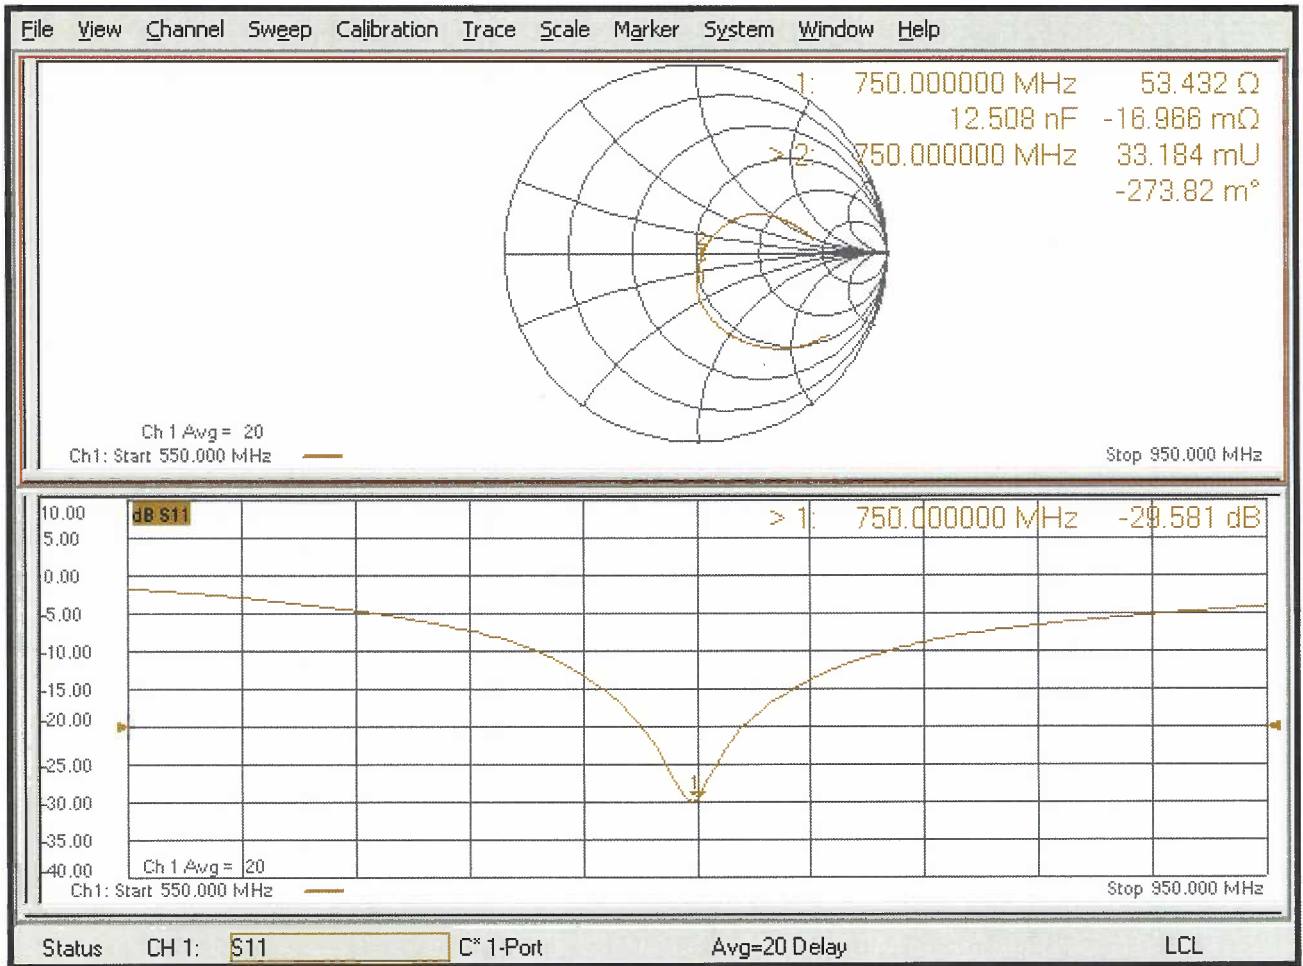 File View Channel Sweep Calibration Trace Scale Marker System Window Help
1: 750.000000 MHz 53.432 Ω
12.508 nF -16.966 mΩ
> 2: 750.000000 MHz 33.184 mU
-273.82 m°
Ch 1 Avg = 20
Ch1: Start 550.000 MHz Stop 950.000 MHz
10.00 dB S11 > 1: 750.000000 MHz -29.581 dB
5.00
0.00
-5.00
-10.00
-15.00
-20.00
-25.00
-30.00 1
-35.00
-40.00 Ch 1 Avg = 20
Ch1: Start 550.000 MHz Stop 950.000 MHz
Status CH 1: S11 C* 1-Port Avg=20 Delay LCL